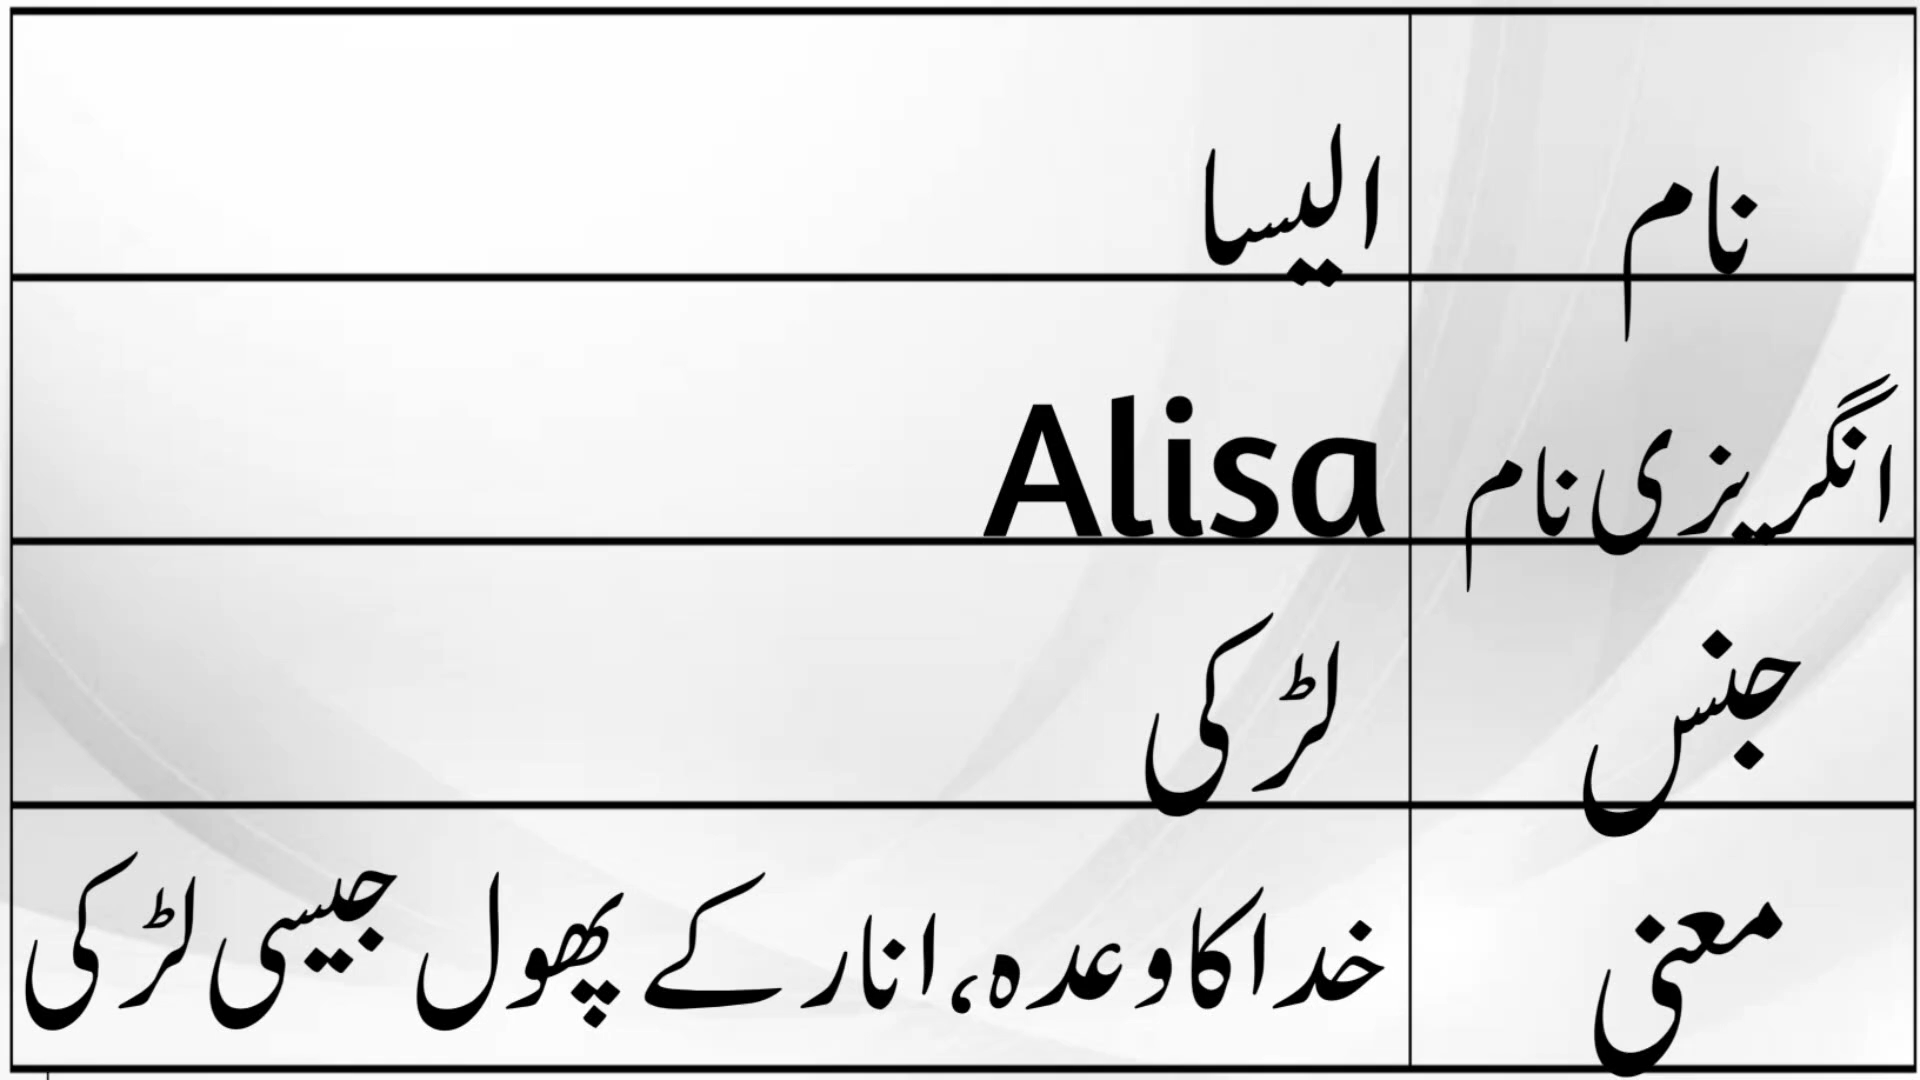 نام الیسا
انگریزی نام Alisa
جنس لڑکی
معنی خدا کا وعدہ، انار کے پھول جیسی لڑکی